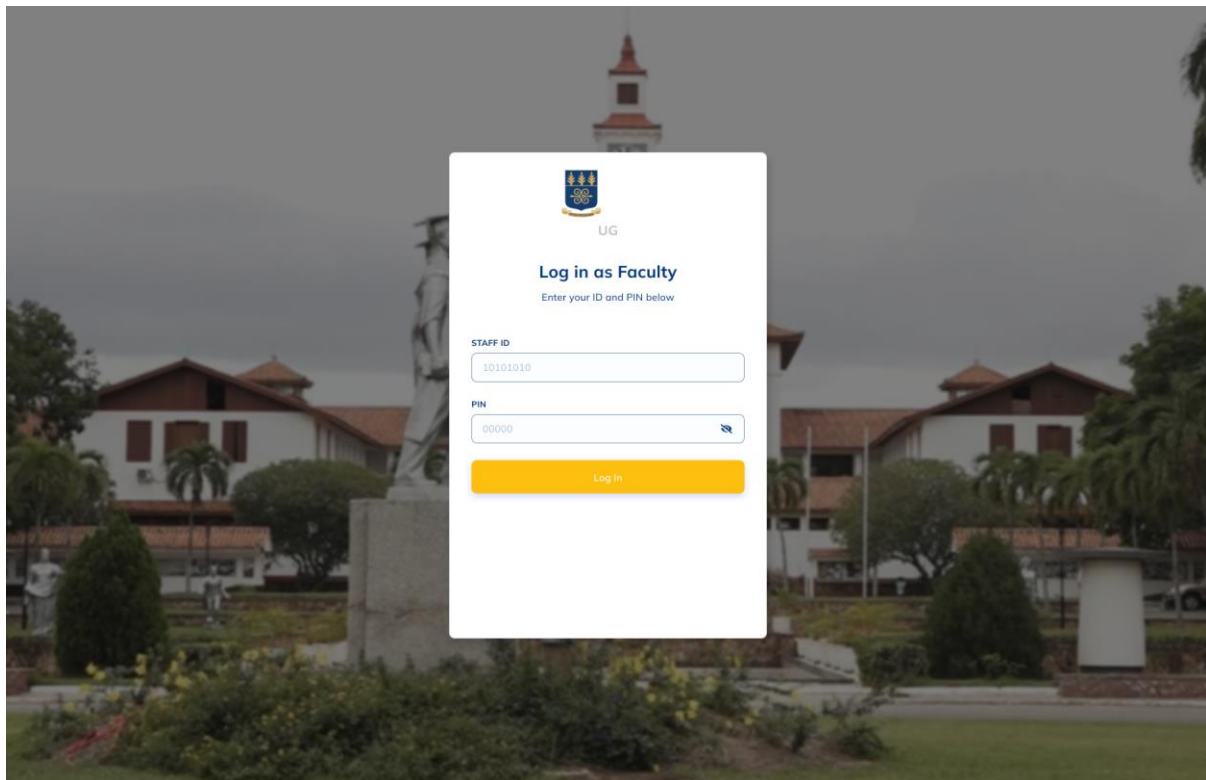 UG
Log in as Faculty
Enter your ID and PIN below
STAFF ID
10101010
PIN
00000
Log In